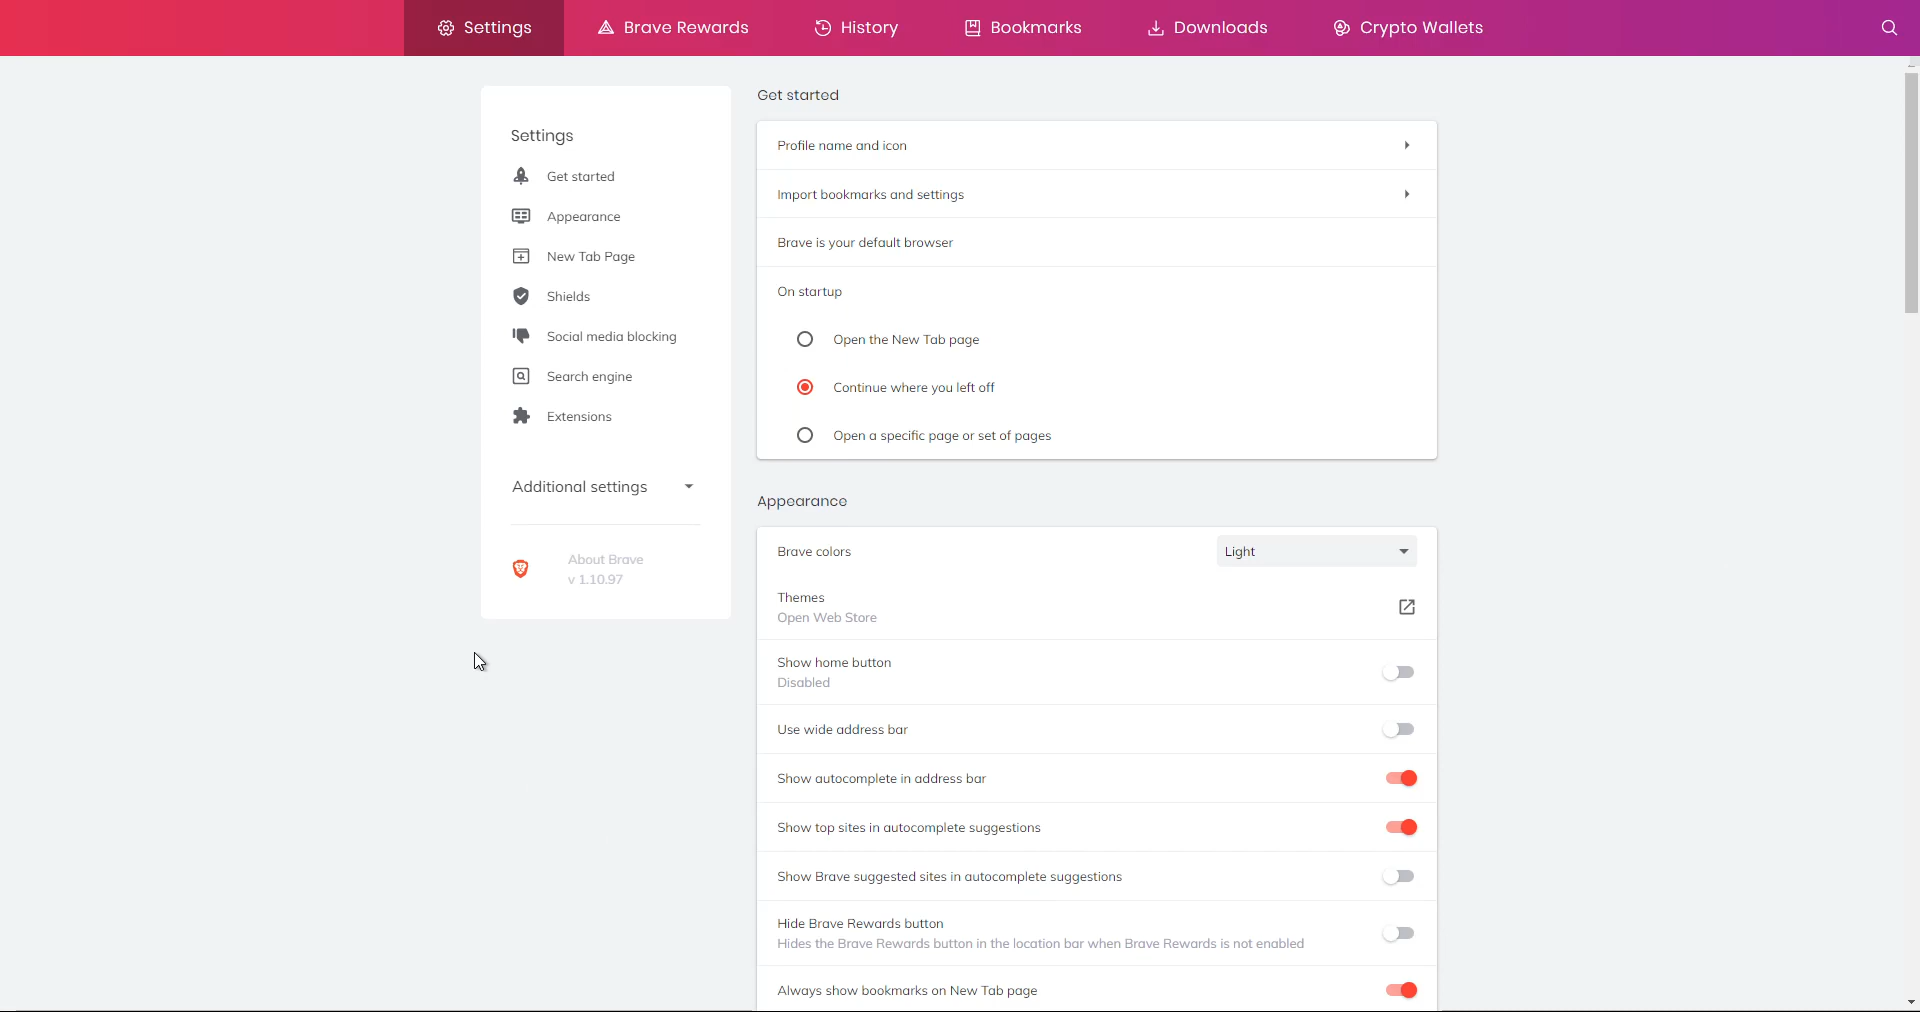 Settings
Brave Rewards
History
Bookmarks
Downloads
Crypto Wallets
Settings
Get started
Appearance
New Tab Page
Shields
Social media blocking
Search engine
Extensions
Additional settings
About Brave
v 1.10.97
Get started
Profile name and icon
Import bookmarks and settings
Brave is your default browser
On startup
Open the New Tab page
Continue where you left off
Open a specific page or set of pages
Appearance
Brave colors
Light
Themes
Open Web Store
Show home button
Disabled
Use wide address bar
Show autocomplete in address bar
Show top sites in autocomplete suggestions
Show Brave suggested sites in autocomplete suggestions
Hide Brave Rewards button
Hides the Brave Rewards button in the location bar when Brave Rewards is not enabled
Always show bookmarks on New Tab page